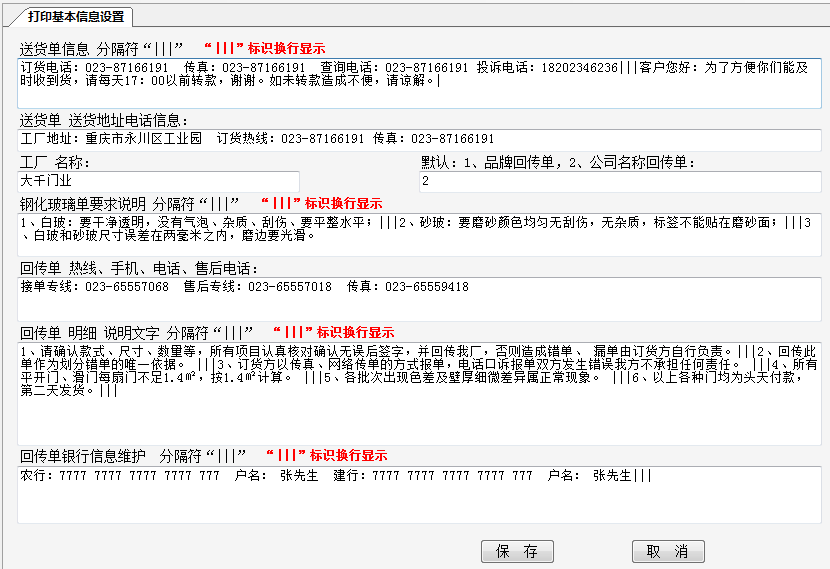 打印基本信息设置
送货单信息 分隔符“|||” “|||”标识换行显示
订货电话：023-87166191 传真：023-87166191 查询电话：023-87166191 投诉电话：18202346236|||客户您好：为了方便你们能及
时收到货，请每天17：00以前转款，谢谢。如未转款造成不便，请谅解。
送货单 送货地址电话信息：
工厂地址：重庆市永川区工业园 订货热线：023-87166191 传真：023-87166191
工厂 名称： 默认：1、品牌回传单，2、公司名称回传单：
大千门业 2
钢化玻璃单要求说明 分隔符“|||” “|||”标识换行显示
1、白玻：要干净透明，没有气泡、杂质、刮伤、要平整水平；|||2、砂玻：要磨砂颜色均匀无刮伤，无杂质，标签不能贴在磨砂面；|||3
、白玻和砂玻尺寸误差在两毫米之内，磨边要光滑。
回传单 热线、手机、电话、售后电话：
接单专线：023-65557068 售后专线：023-65557018 传真：023-65559418
回传单 明细 说明文字 分隔符“|||” “|||”标识换行显示
1、请确认款式、尺寸、数量等，所有项目认真核对确认无误后签字，并回传我厂，否则造成错单、 漏单由订货方自行负责。|||2、回传此
单作为划分错单的唯一依据。 |||3、订货方以传真、网络传单的方式报单，电话口诉报单双方发生错误我方不承担任何责任。 |||4、所有
平开门、滑门每扇门不足1.4㎡，按1.4㎡计算。 |||5、各批次出现色差及壁厚细微差异属正常现象。 |||6、以上各种门均为头天付款，
第二天发货。|||
回传单银行信息维护 分隔符“|||” “|||”标识换行显示
农行：7777 7777 7777 7777 777 户名： 张先生 建行：7777 7777 7777 7777 777 户名： 张先生|||
保 存 取 消